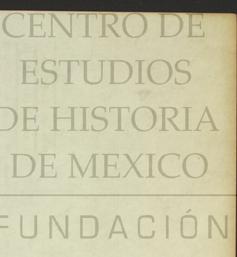 CENTRO DE
ESTUDIOS
DE HISTORIA
DE MEXICO
FUNDACIÓN